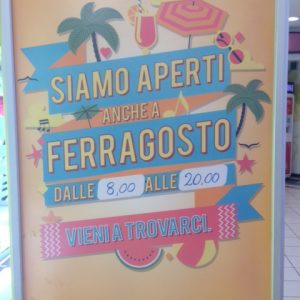 SIAMO APERTI
ANCHE A
FERRAGOSTO
DALLE 8,00 ALLE 20,00
VIENI A TROVARCI.